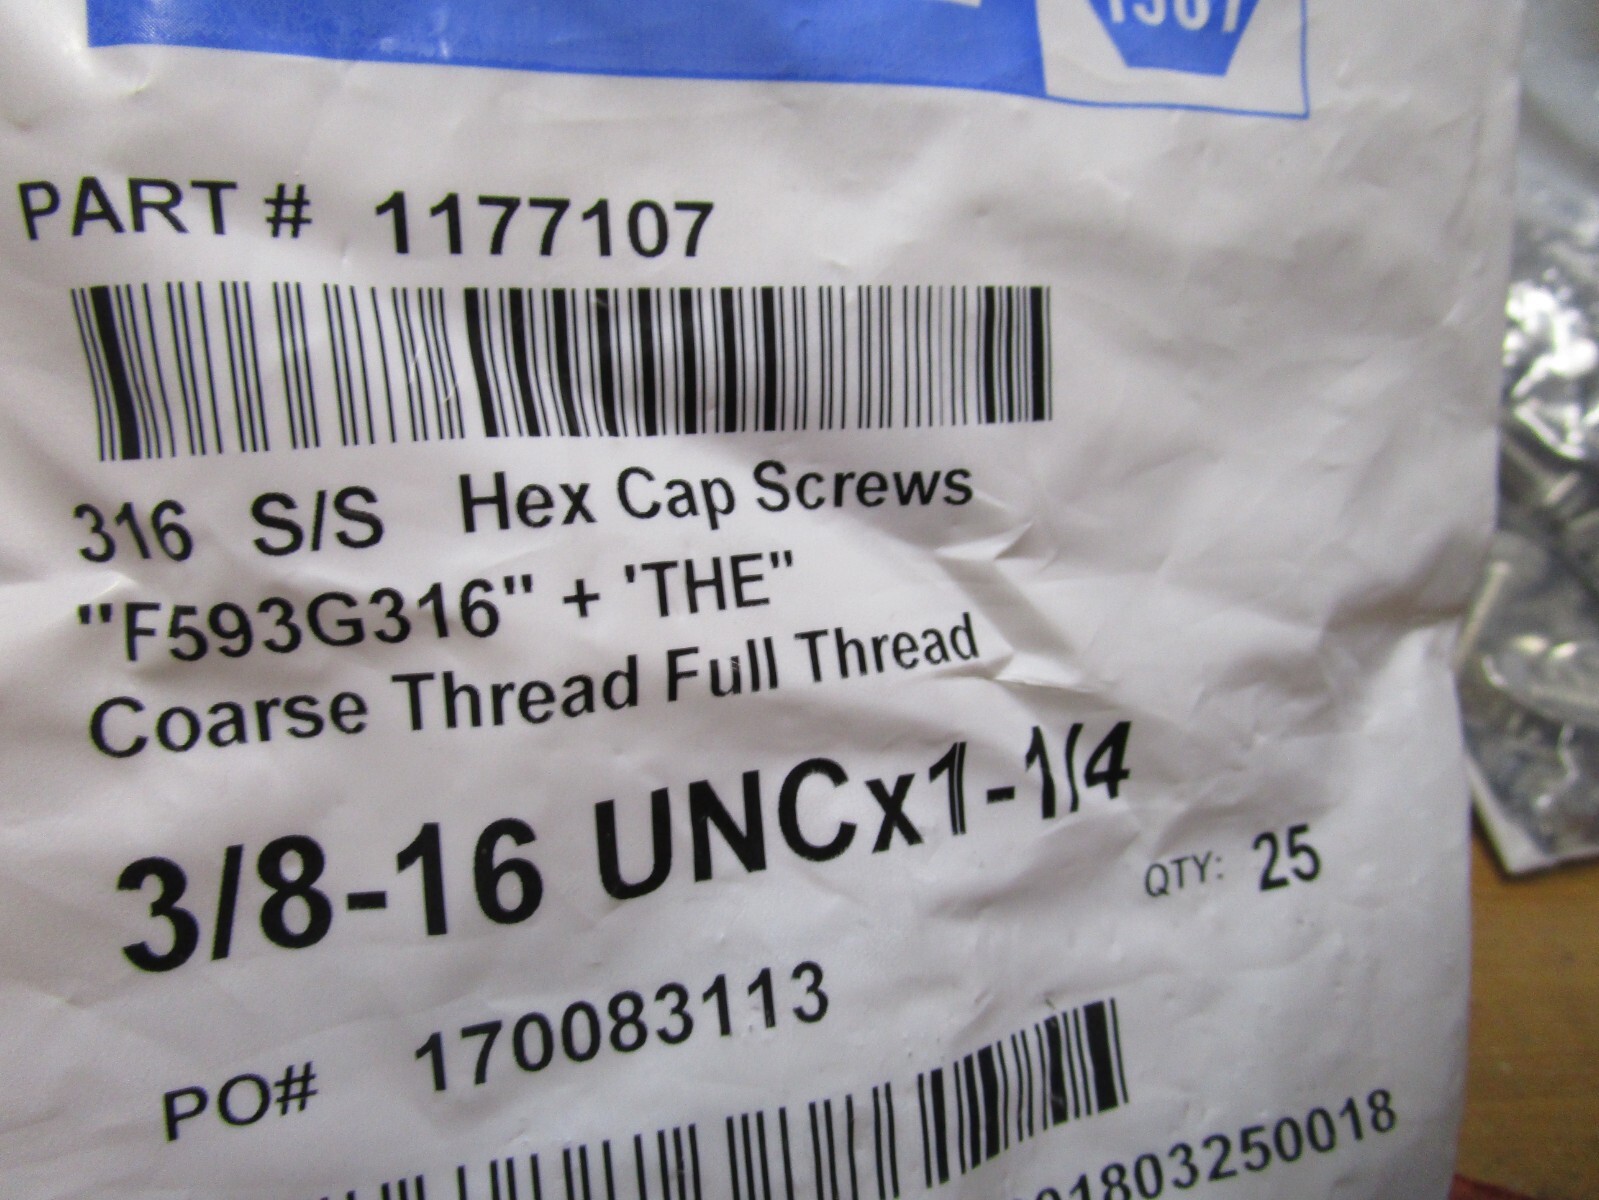 PART # 1177107
316 S/S Hex Cap Screws
"F593G316" + 'THE"
Coarse Thread Full Thread
3/8-16 UNCx1-1/4
QTY: 25
PO# 170083113